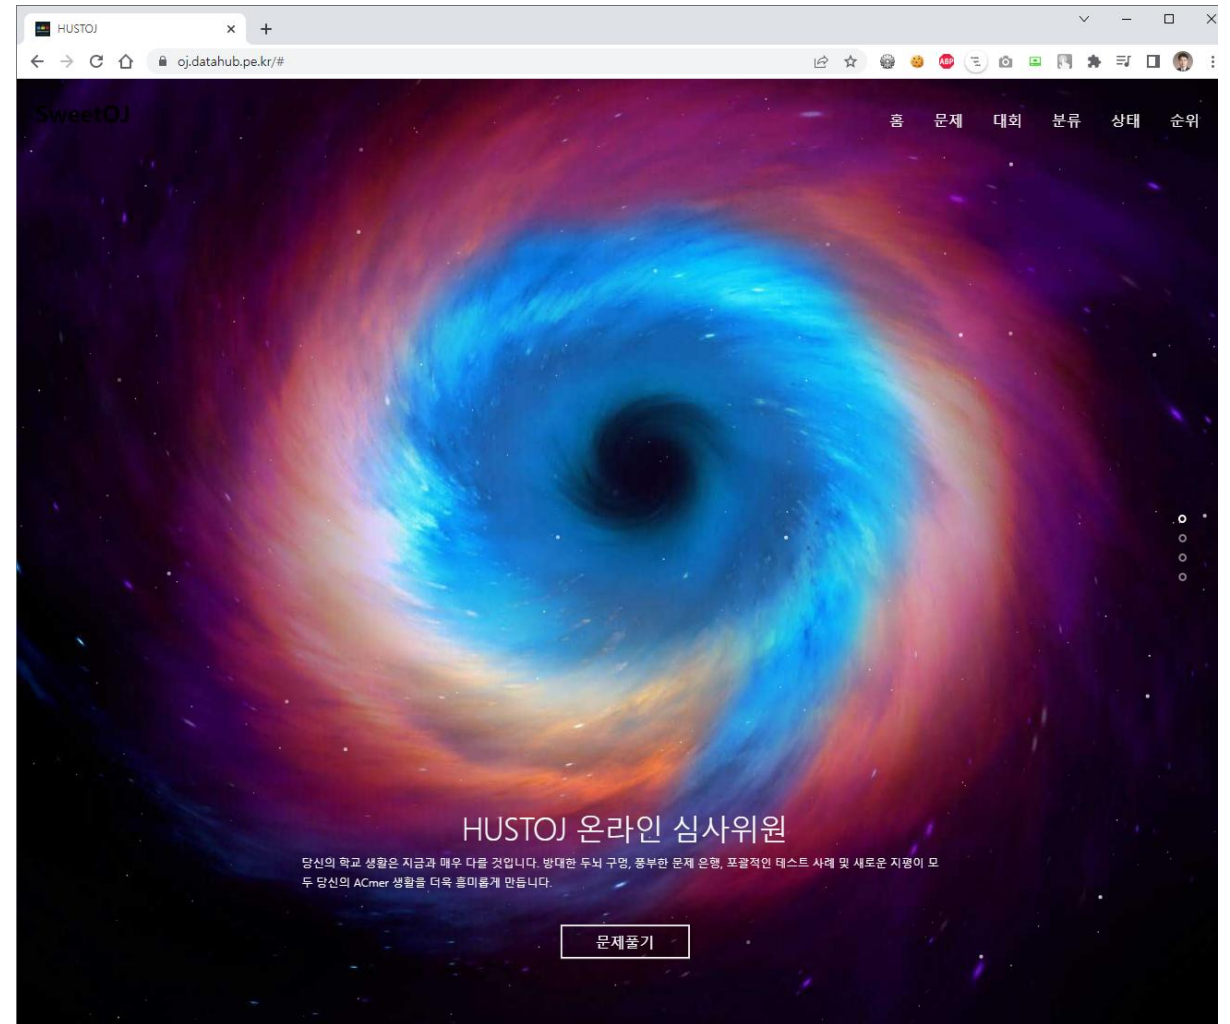 HUSTOJ
oj.datahub.pe.kr/#
ABP
SweetOJ
홈 문제 대회 분류 상태 순위
HUSTOJ 온라인 심사위원
당신의 학교 생활은 지금과 매우 다를 것입니다. 방대한 두뇌 구멍, 풍부한 문제 은행, 포괄적인 테스트 사례 및 새로운 지평이 모
두 당신의 ACmer 생활을 더욱 흥미롭게 만듭니다.
문제풀기